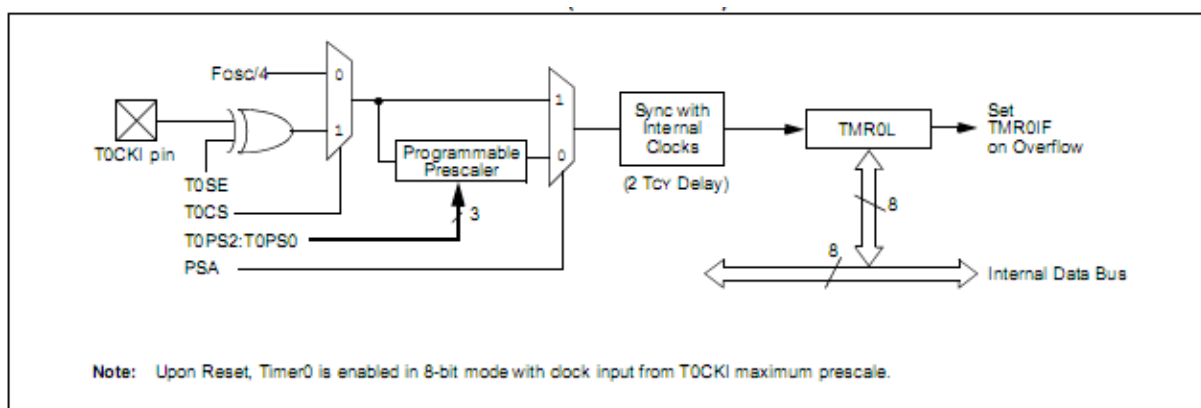 Fosc/4
0
1
T0CKI pin
T0SE
T0CS
T0PS2:T0PS0
PSA
Programmable
Prescaler
3
1
0
Sync with
Internal
Clocks
(2 TCY Delay)
TMR0L
Set
TMR0IF
on Overflow
8
8
Internal Data Bus
Note: Upon Reset, Timer0 is enabled in 8-bit mode with clock input from T0CKI maximum prescale.